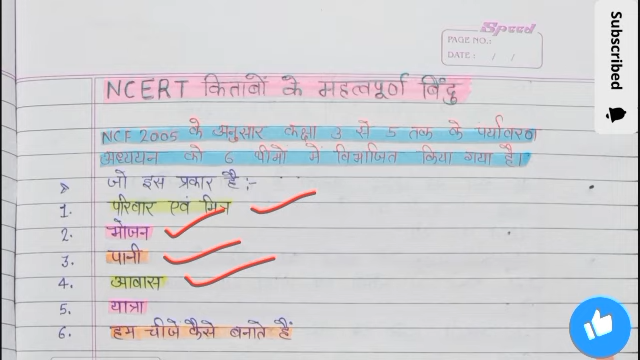 Speed
PAGE NO.:
DATE: / /
Subscribed
NCERT किताबों के महत्वपूर्ण बिंदु
NCF 2005 के अनुसार कक्षा 3 से 5 तक के पर्यावरण
अध्ययन को 6 थीमों में विभाजित किया गया है।
जो इस प्रकार है :-
1. परिवार एवं मित्र
2. भोजन
3. पानी
4. आवास
5. यात्रा
6. हम चीजें कैसे बनाते हैं